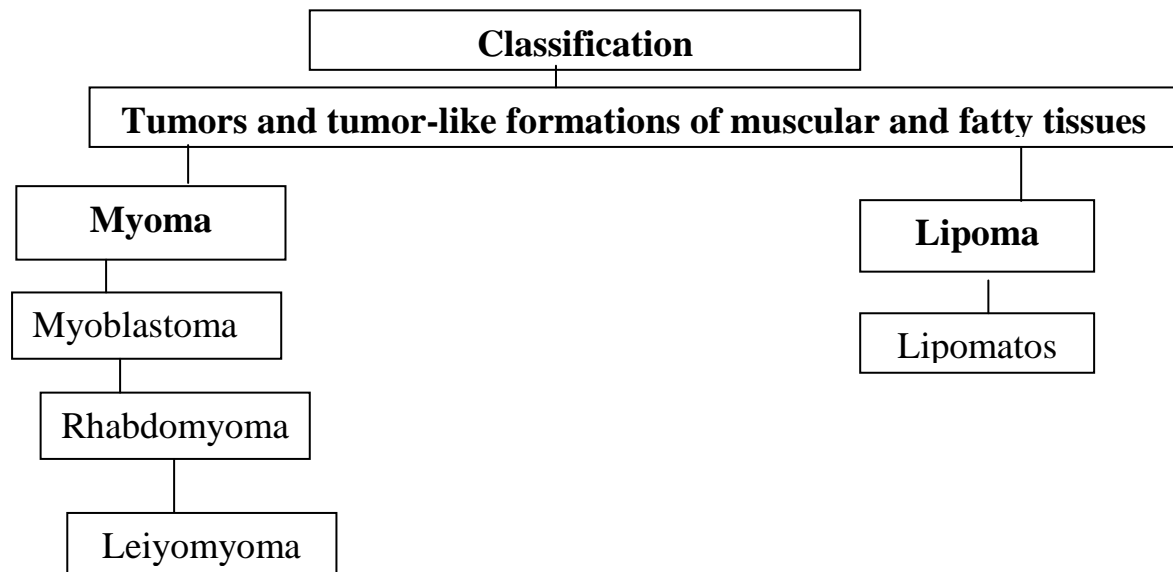 Classification
Tumors and tumor-like formations of muscular and fatty tissues
Myoma
Lipoma
Myoblastoma
Lipomatos
Rhabdomyoma
Leiyomyoma